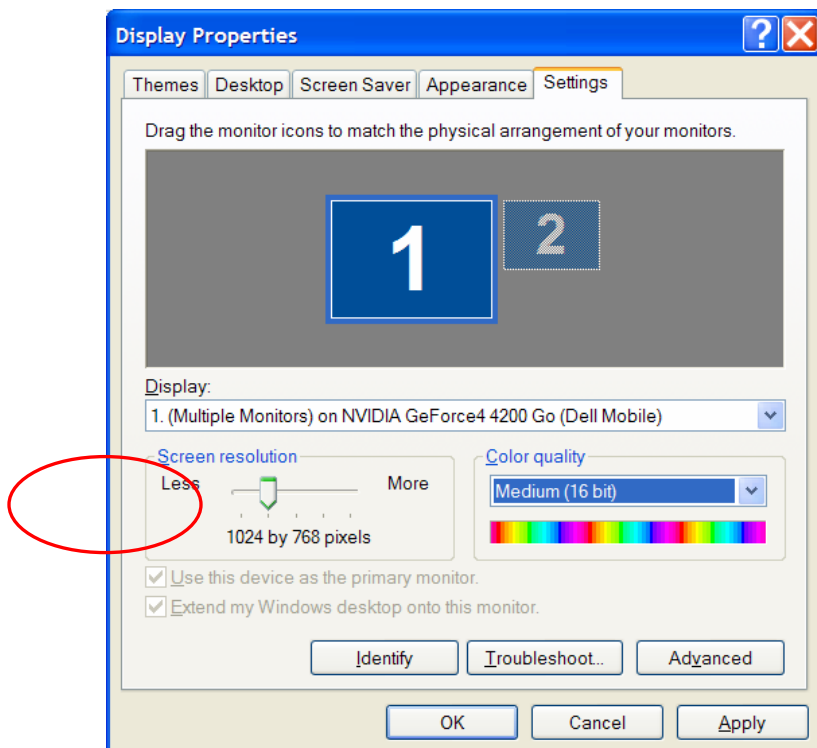 Display Properties
?
Themes Desktop Screen Saver Appearance Settings
Drag the monitor icons to match the physical arrangement of your monitors.
1 2
Display:
1. (Multiple Monitors) on NVIDIA GeForce4 4200 Go (Dell Mobile)
Screen resolution
Less More
1024 by 768 pixels
Color quality
Medium (16 bit)
Use this device as the primary monitor.
Extend my Windows desktop onto this monitor.
Identify Troubleshoot... Advanced
OK Cancel Apply